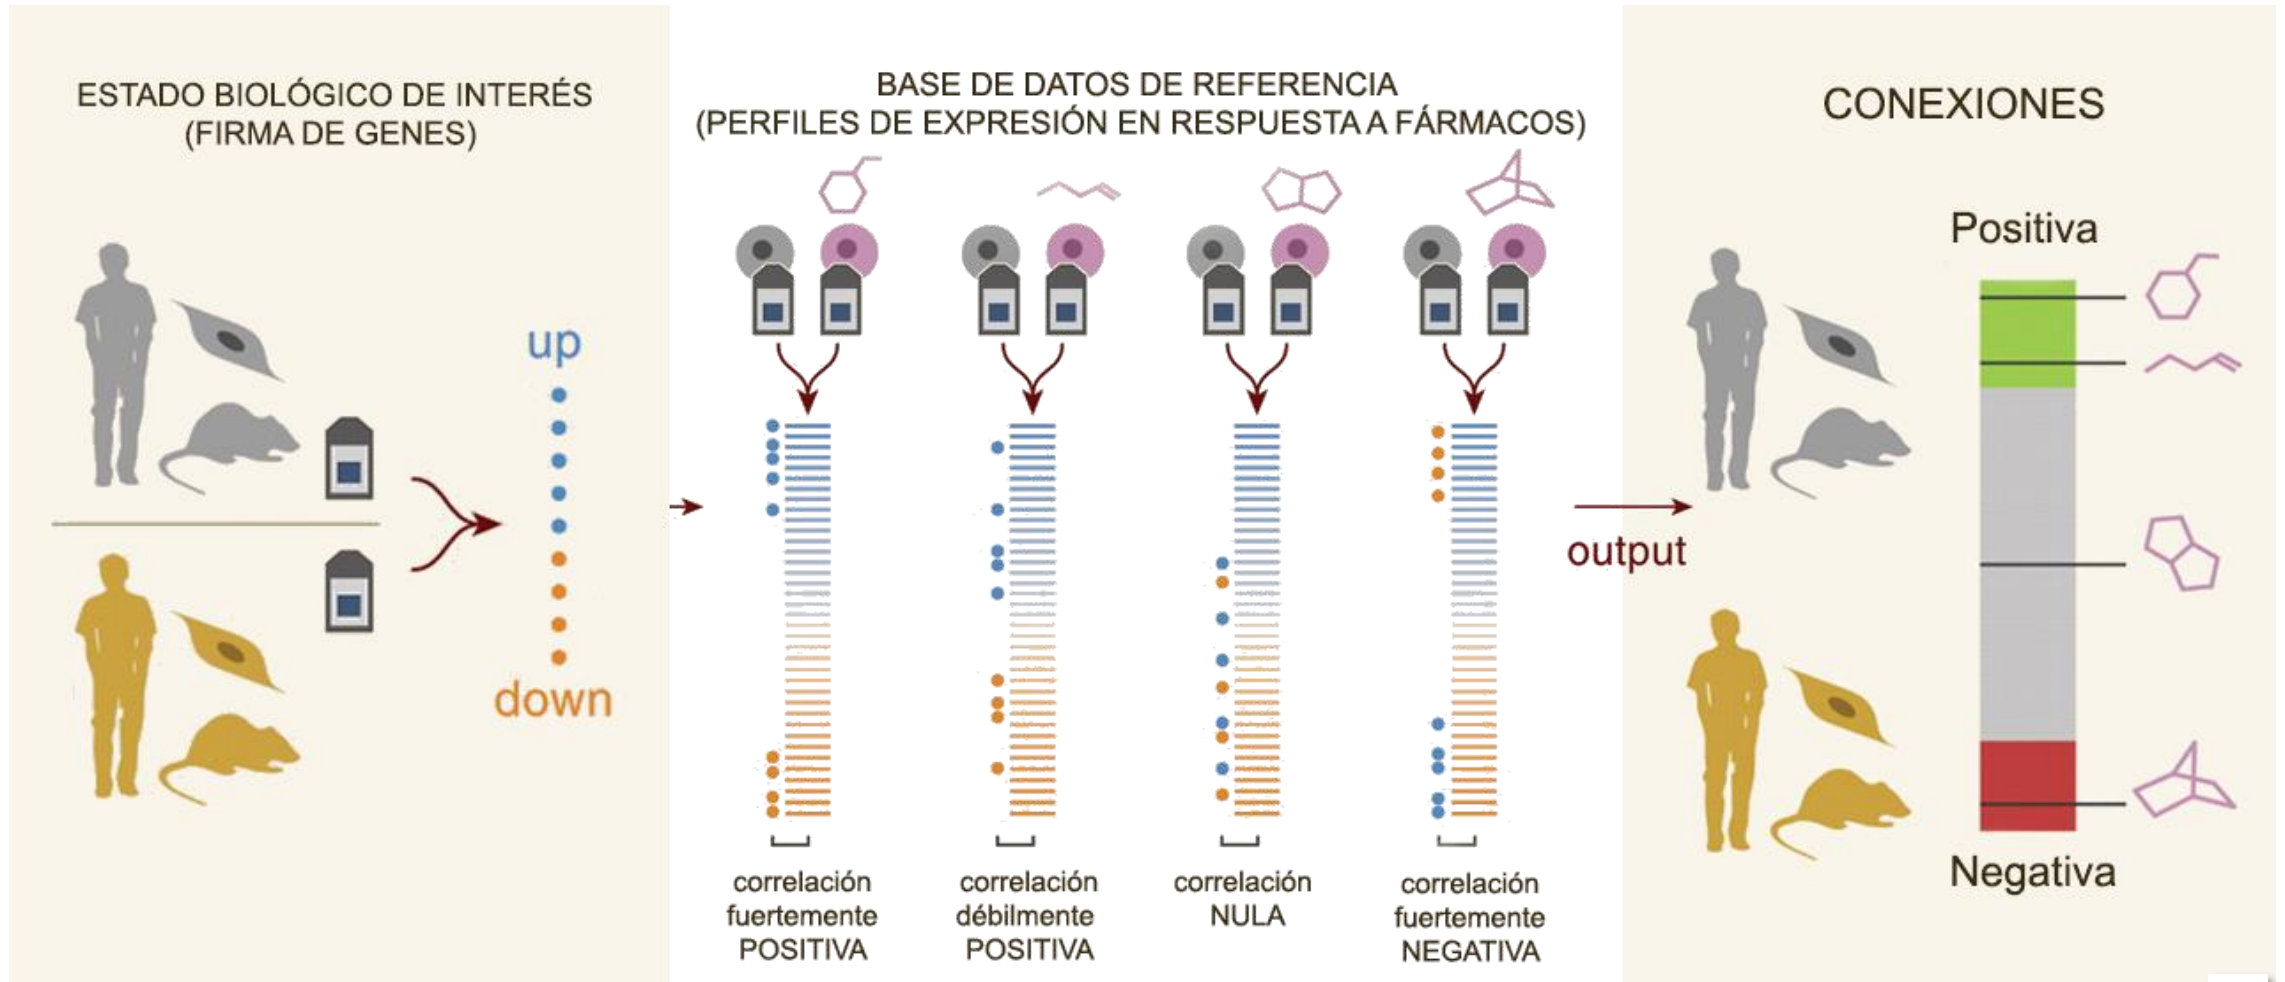 ESTADO BIOLÓGICO DE INTERÉS
(FIRMA DE GENES)
up
down
BASE DE DATOS DE REFERENCIA
(PERFILES DE EXPRESIÓN EN RESPUESTA A FÁRMACOS)
correlación
fuertemente
POSITIVA
correlación
débilmente
POSITIVA
correlación
NULA
correlación
fuertemente
NEGATIVA
output
CONEXIONES
Positiva
Negativa